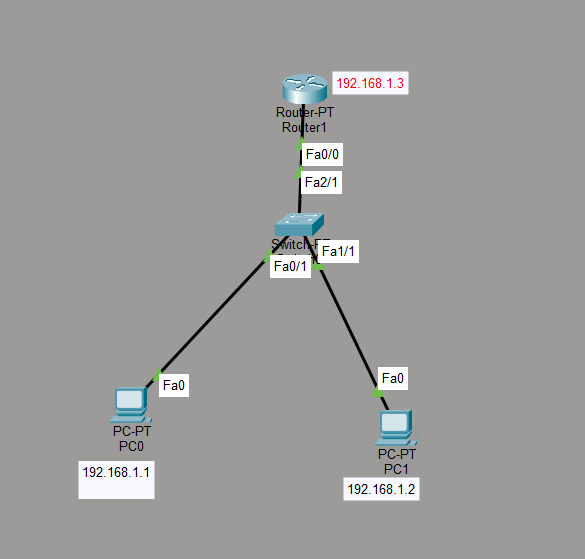 192.168.1.3
Router-PT
Router1
Fa0/0
Fa2/1
Fa1/1
Fa0/1
Fa0
Fa0
PC-PT
PC0
192.168.1.1
PC-PT
PC1
192.168.1.2